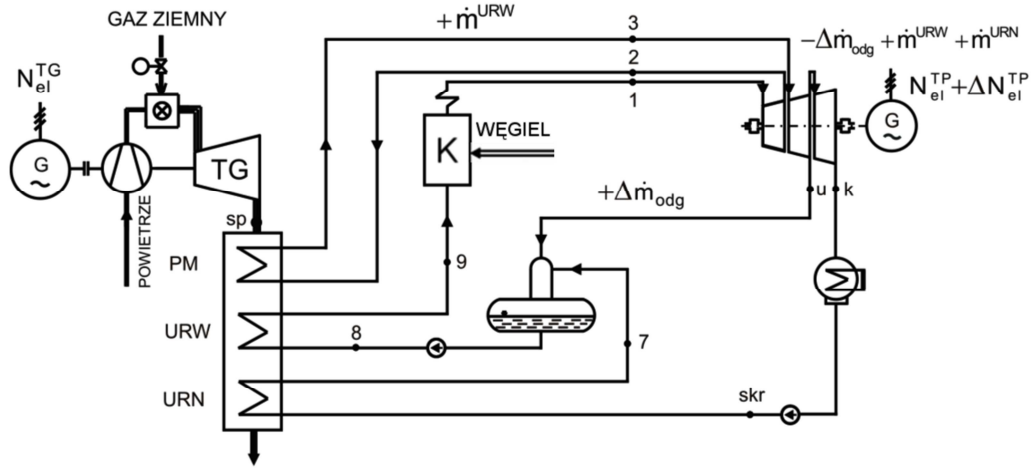 GAZ ZIEMNY
+ṁ^URW
3
−Δṁ_odg + ṁ^URW + ṁ^URN
N_el^TG
2
N_el^TP + ΔN_el^TP
1
G
~
TG
K
WĘGIEL
G
~
POWIETRZE
sp
+Δṁ_odg
u
k
PM
9
URW
8
7
URN
skr